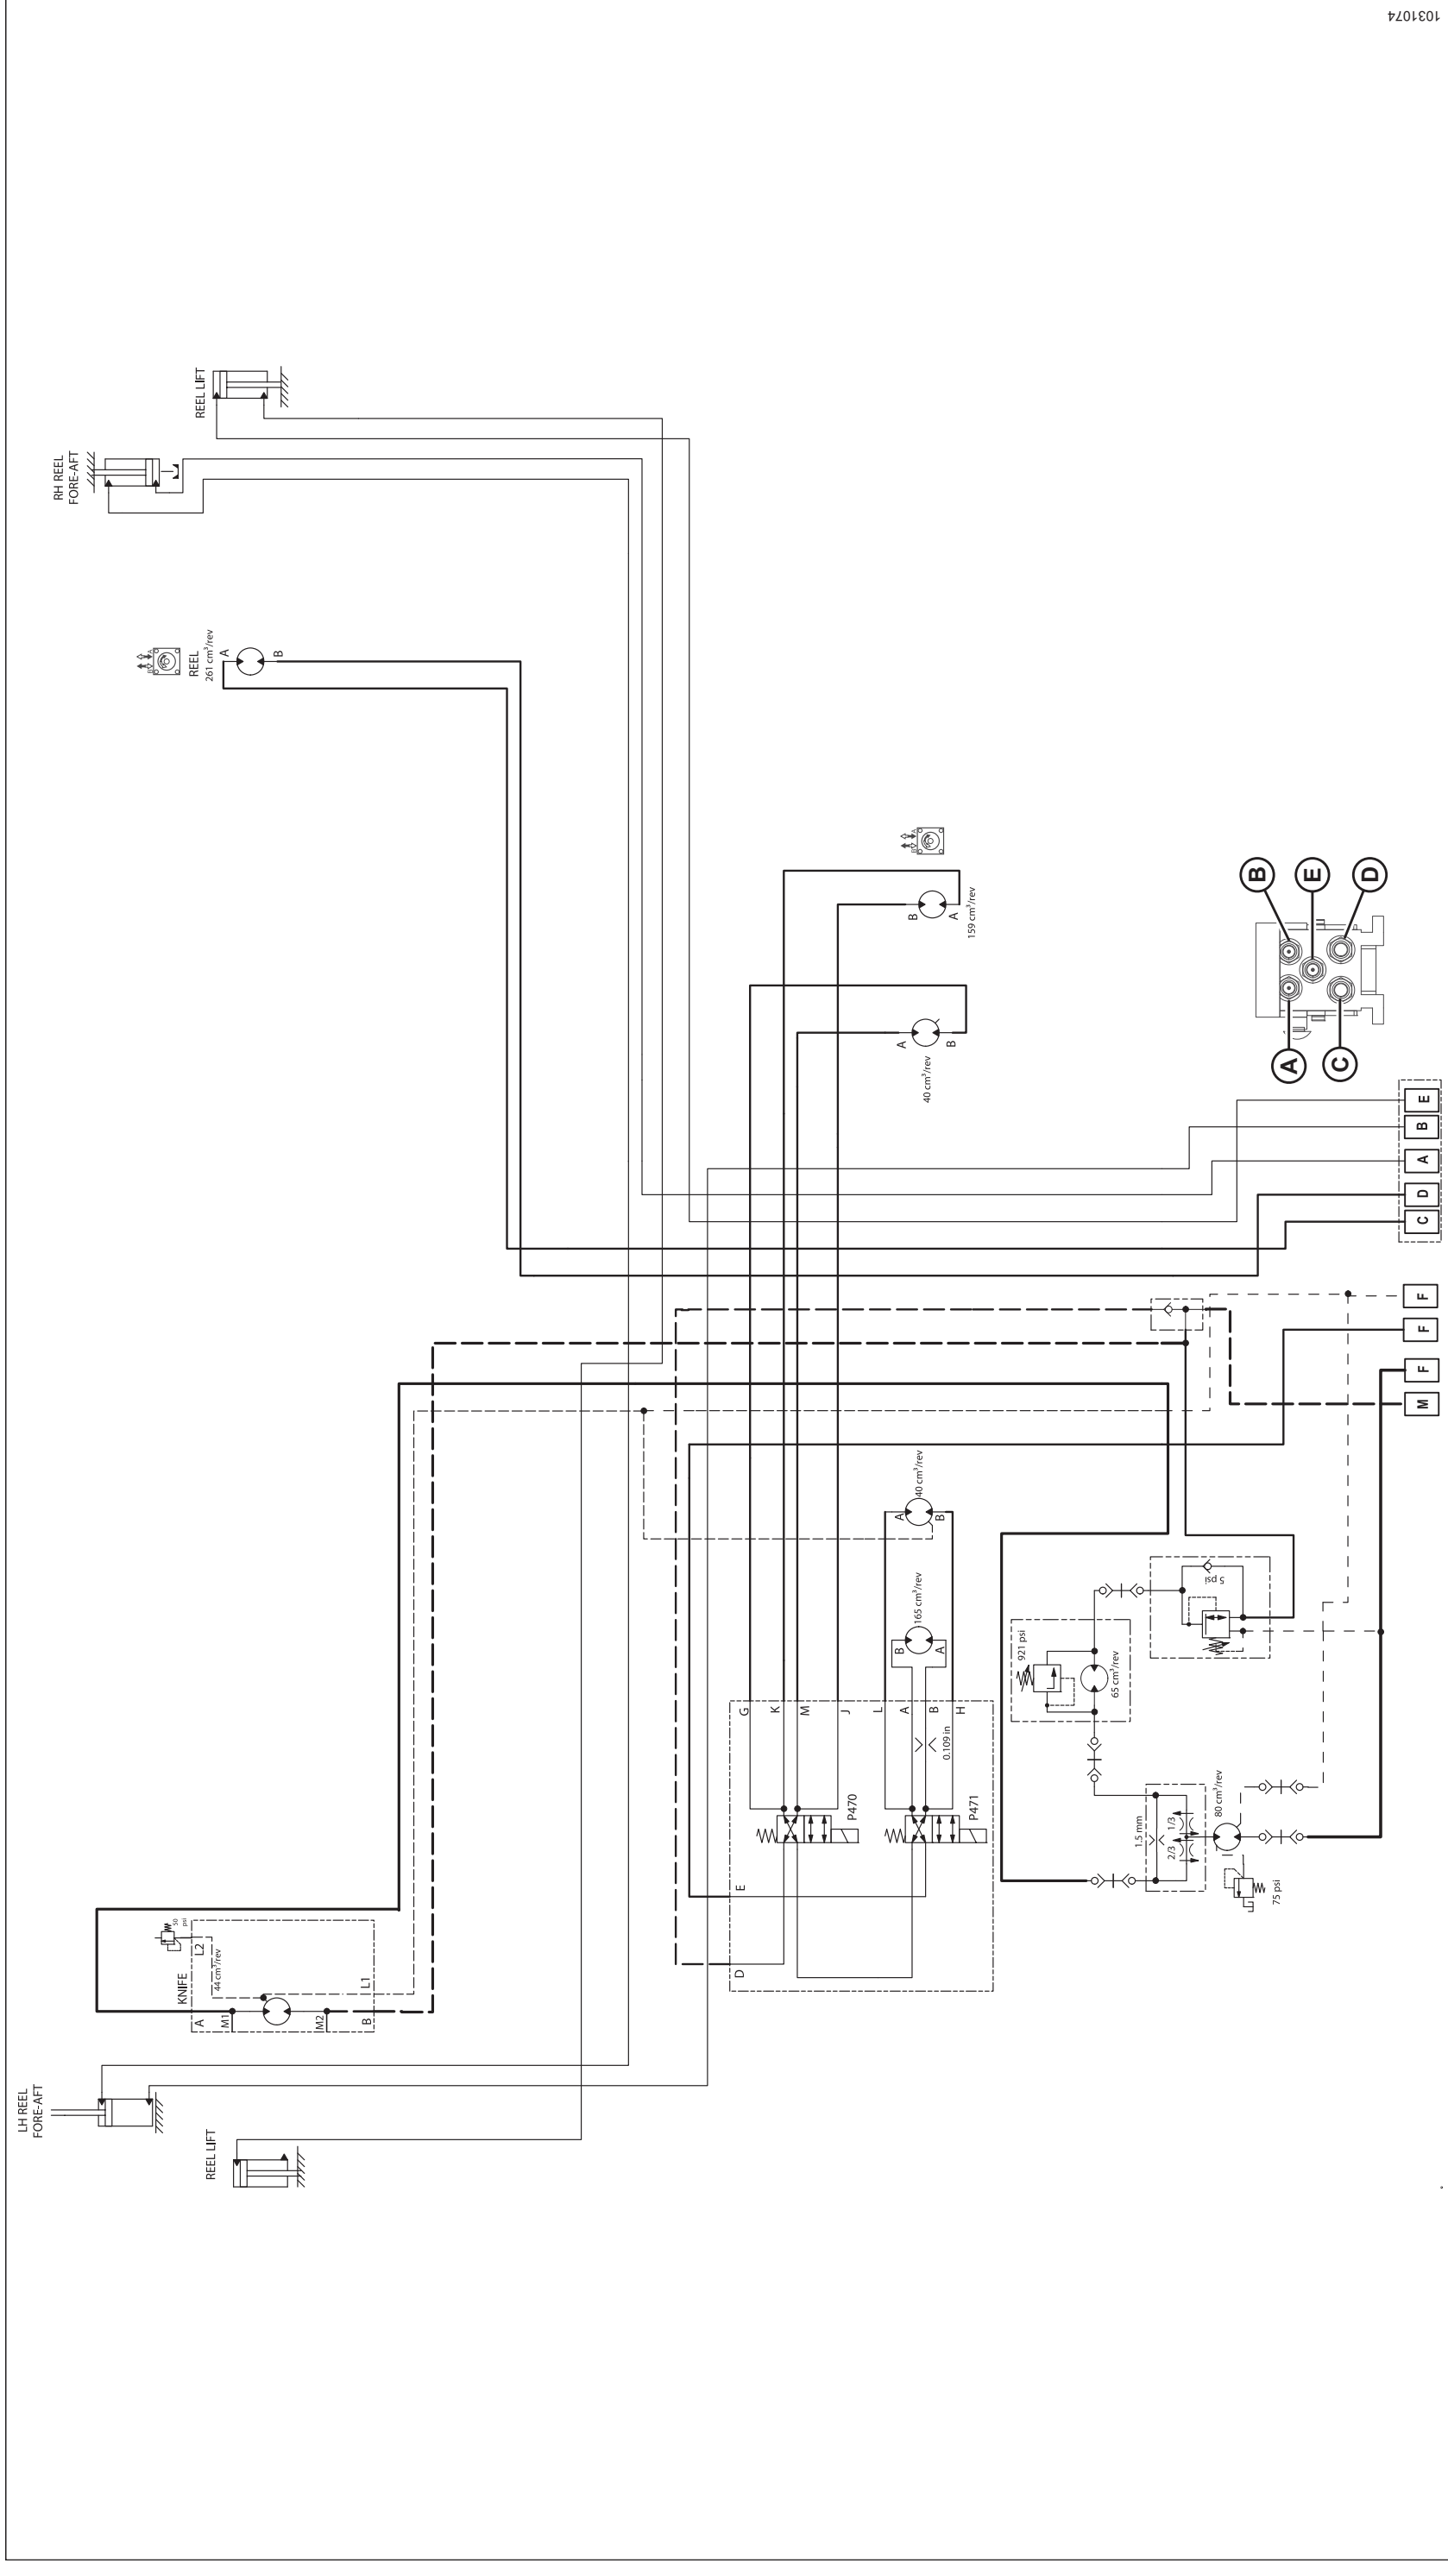 1031074
REEL LIFT
RH REEL
FORE-AFT
A
B
REEL
261 cm³/rev
A
B
B
A
159 cm³/rev
A
B
40 cm³/rev
B
E
D
A
C
E
B
A
D
C
F
F
F
M
40 cm³/rev
A
B
165 cm³/rev
B
A
5 psi
921 psi
65 cm³/rev
G
K
M
J
L
A
B
H
0.109 in
P470
P471
E
D
1.5 mm
2/3
1/3
80 cm³/rev
75 psi
50
psi
KNIFE
L2
44 cm³/rev
A
M1
M2
B
L1
LH REEL
FORE-AFT
REEL LIFT